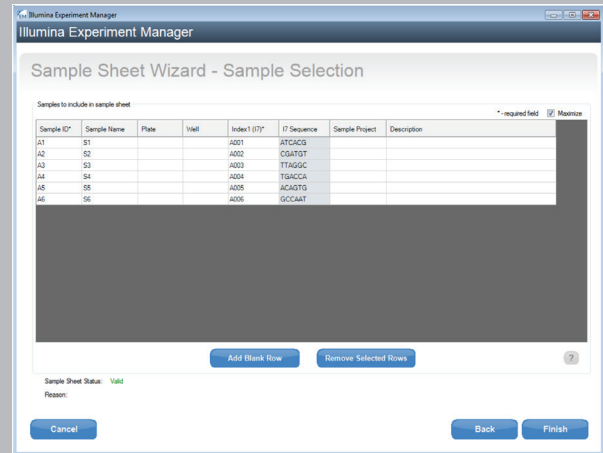 Illumina Experiment Manager
Illumina Experiment Manager
Sample Sheet Wizard - Sample Selection
Samples to include in sample sheet
* - required field Maximize
Sample ID* Sample Name Plate Well Index1 (I7)* I7 Sequence Sample Project Description
A1 S1 A001 ATCACG
A2 S2 A002 CGATGT
A3 S3 A003 TTAGGC
A4 S4 A004 TGACCA
A5 S5 A005 ACAGTG
A6 S6 A006 GCCAAT
Add Blank Row Remove Selected Rows ?
Sample Sheet Status: Valid
Reason:
Cancel Back Finish